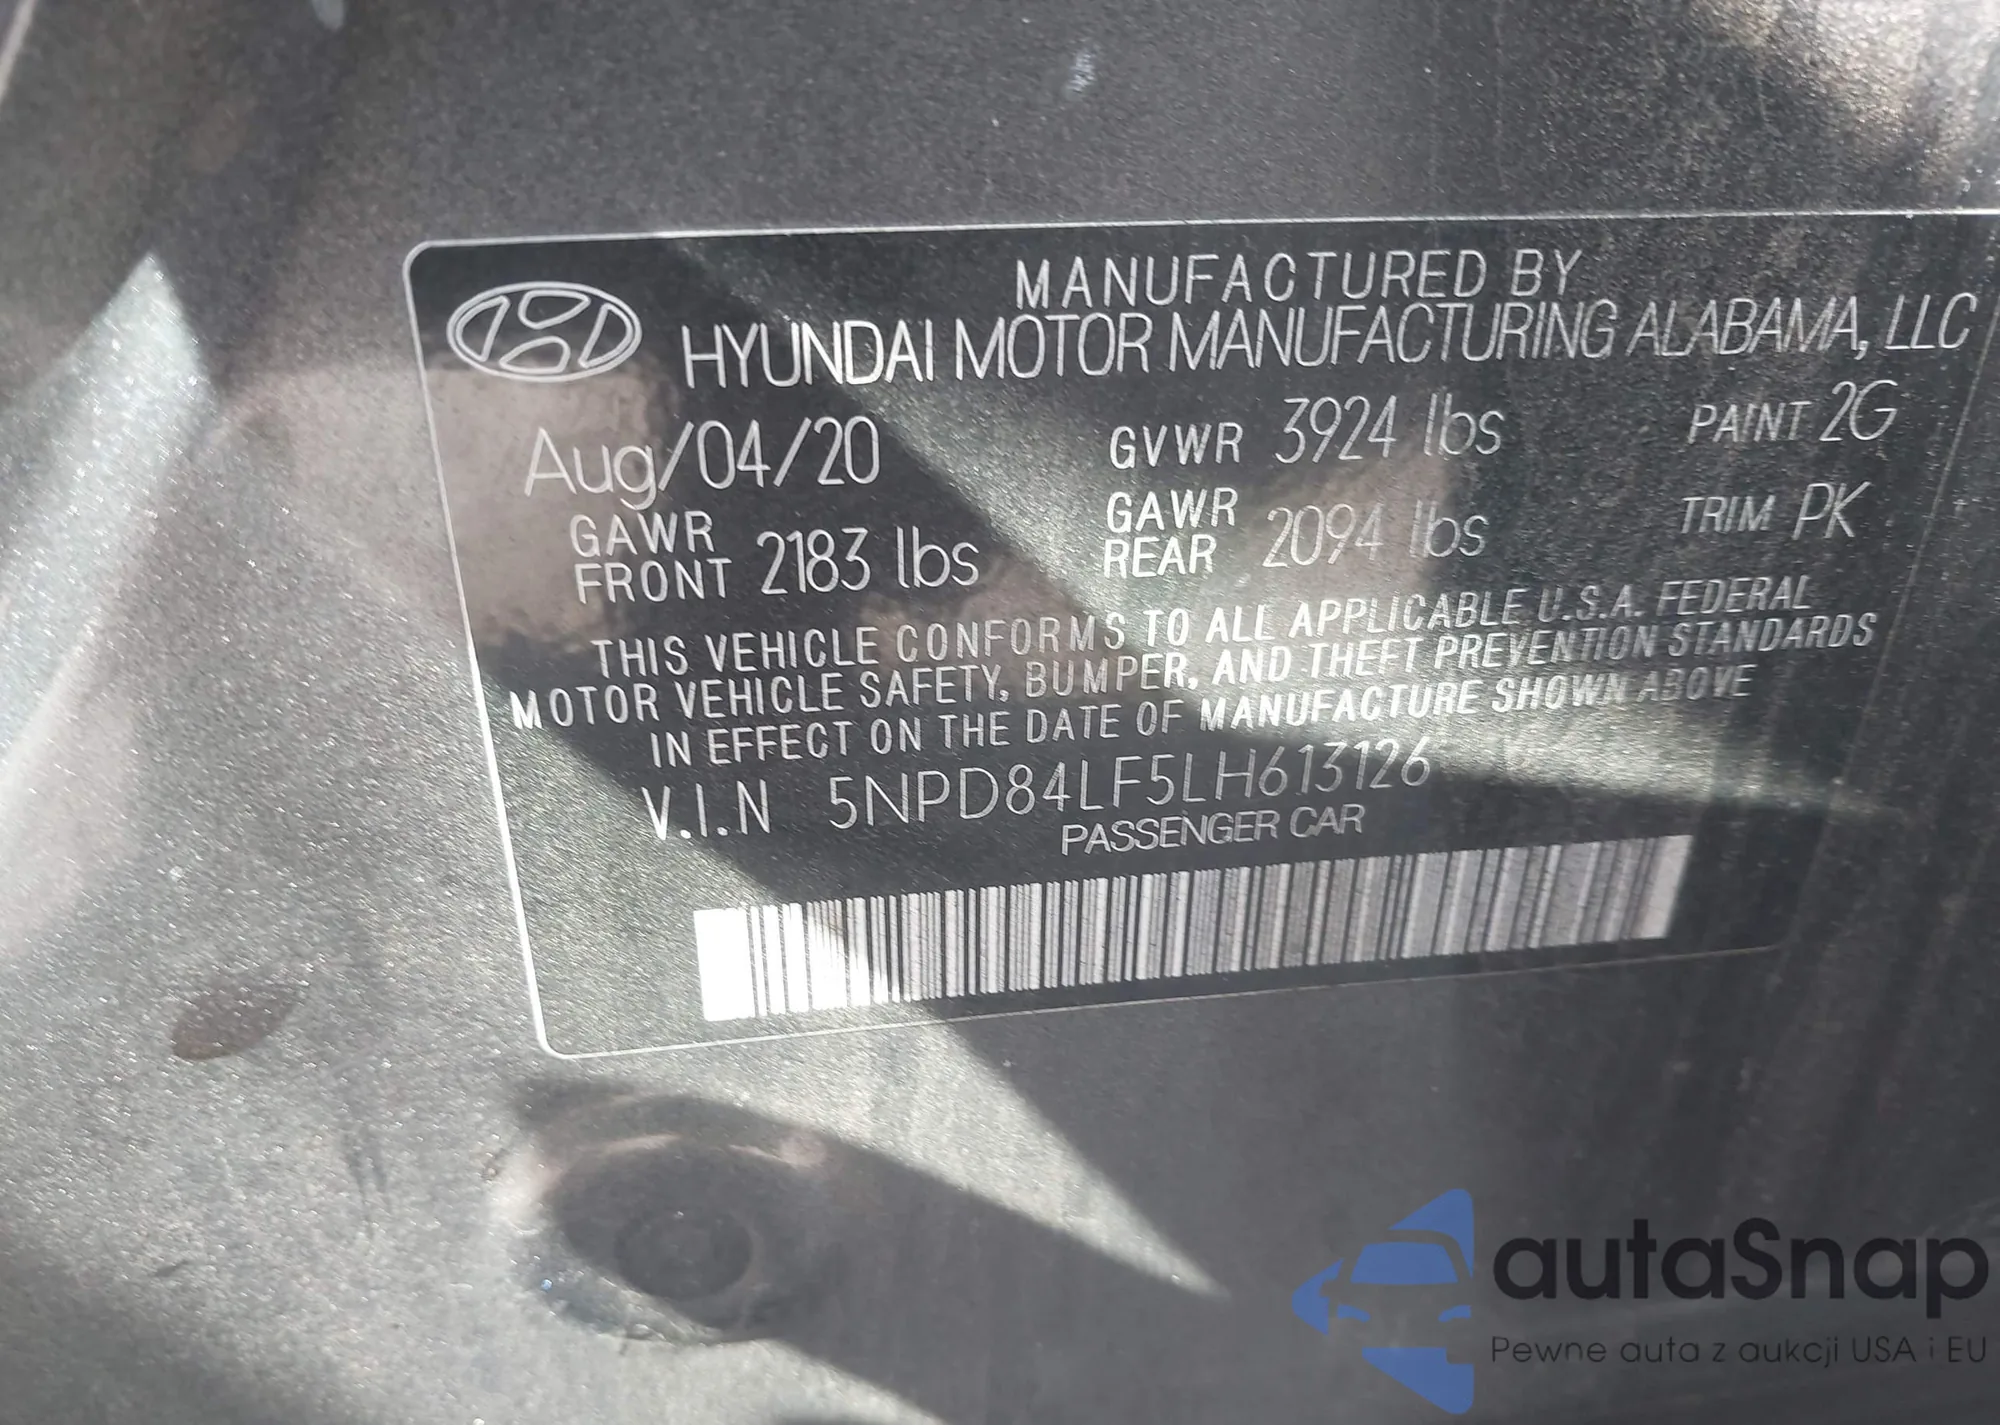 MANUFACTURED BY
HYUNDAI MOTOR MANUFACTURING ALABAMA, LLC
Aug/04/20 GVWR 3924 lbs PAINT 2G
GAWR FRONT 2183 lbs GAWR REAR 2094 lbs TRIM PK
THIS VEHICLE CONFORMS TO ALL APPLICABLE U.S.A. FEDERAL
MOTOR VEHICLE SAFETY, BUMPER, AND THEFT PREVENTION STANDARDS
IN EFFECT ON THE DATE OF MANUFACTURE SHOWN ABOVE
V.I.N 5NPD84LF5LH613126
PASSENGER CAR
autaSnap
Pewne auta z aukcji USA i EU